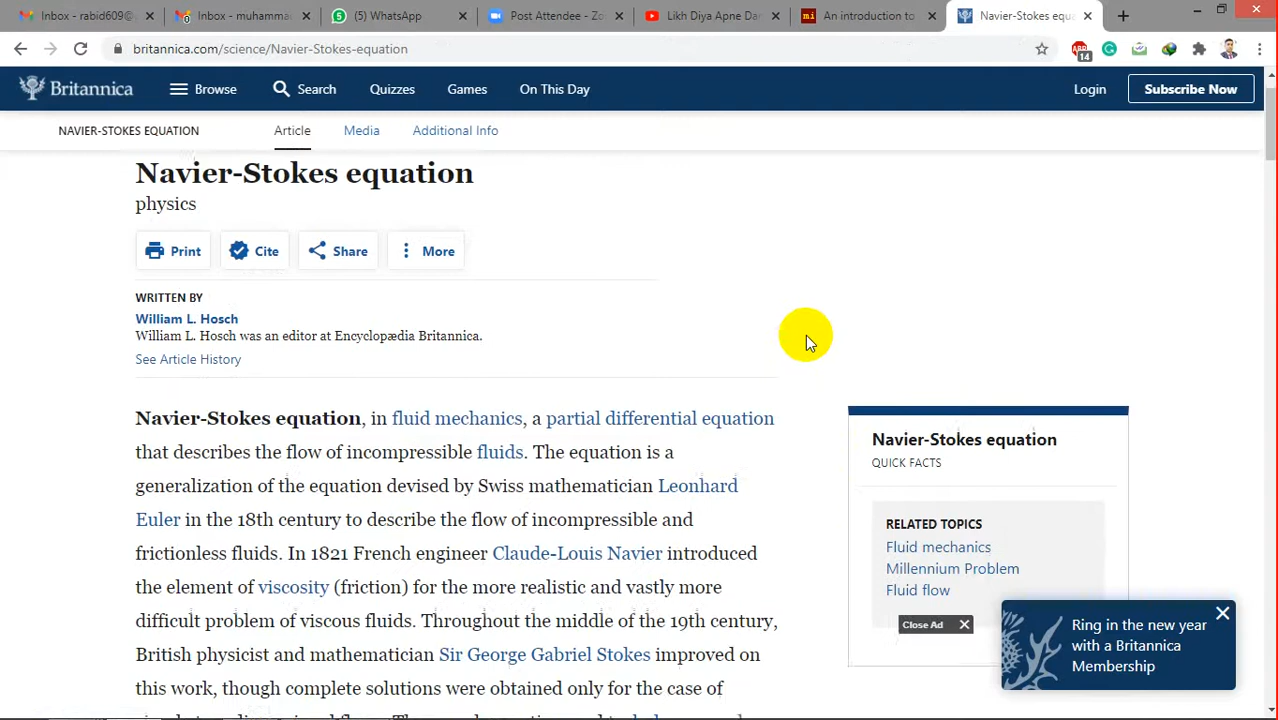 Inbox - rabid609@
Inbox - muhamma
(5) WhatsApp
Post Attendee - Zo
Likh Diya Apne Dar
An introduction to
Navier-Stokes equ
britannica.com/science/Navier-Stokes-equation
14
Britannica
Browse
Search
Quizzes
Games
On This Day
Login
Subscribe Now
NAVIER-STOKES EQUATION
Article
Media
Additional Info
Navier-Stokes equation
physics
Print
Cite
Share
More
WRITTEN BY
William L. Hosch
William L. Hosch was an editor at Encyclopædia Britannica.
See Article History
Navier-Stokes equation, in fluid mechanics, a partial differential equation
that describes the flow of incompressible fluids. The equation is a
generalization of the equation devised by Swiss mathematician Leonhard
Euler in the 18th century to describe the flow of incompressible and
frictionless fluids. In 1821 French engineer Claude-Louis Navier introduced
the element of viscosity (friction) for the more realistic and vastly more
difficult problem of viscous fluids. Throughout the middle of the 19th century,
British physicist and mathematician Sir George Gabriel Stokes improved on
this work, though complete solutions were obtained only for the case of
Navier-Stokes equation
QUICK FACTS
RELATED TOPICS
Fluid mechanics
Millennium Problem
Fluid flow
Close Ad
Ring in the new year
with a Britannica
Membership